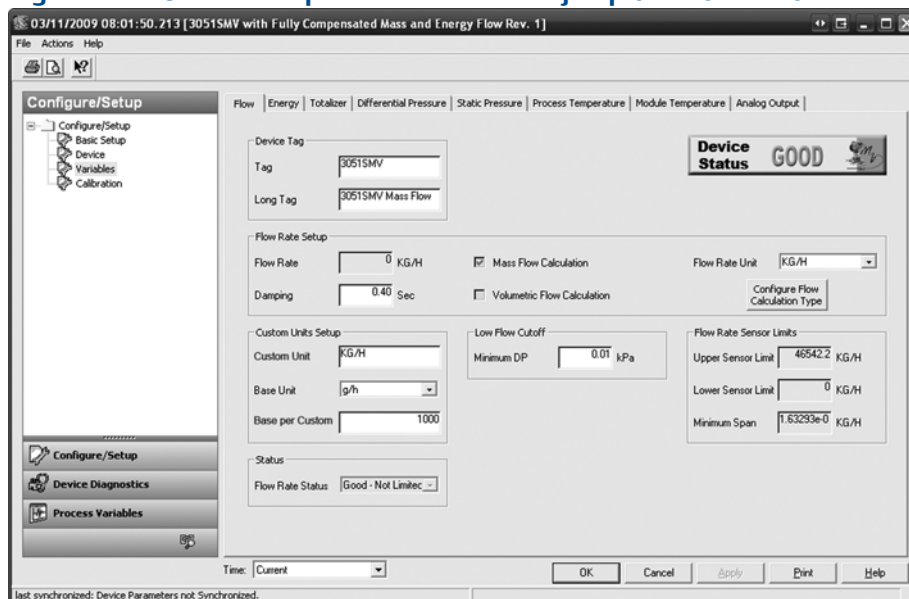 03/11/2009 08:01:50.213 [3051SMV with Fully Compensated Mass and Energy Flow Rev. 1]
File Actions Help
Configure/Setup
Configure/Setup
Basic Setup
Device
Variables
Calibration
Configure/Setup
Device Diagnostics
Process Variables
Flow Energy Totalizer Differential Pressure Static Pressure Process Temperature Module Temperature Analog Output
Device Tag
Tag 3051SMV
Long Tag 3051SMV Mass Flow
Device Status GOOD
Flow Rate Setup
Flow Rate 0 KG/H
Mass Flow Calculation
Flow Rate Unit KG/H
Damping 0.40 Sec
Volumetric Flow Calculation
Configure Flow
Calculation Type
Custom Units Setup
Custom Unit KG/H
Base Unit g/h
Base per Custom 1000
Low Flow Cutoff
Minimum DP 0.01 kPa
Flow Rate Sensor Limits
Upper Sensor Limit 46542.2 KG/H
Lower Sensor Limit 0 KG/H
Minimum Span 1.63293e-0 KG/H
Status
Flow Rate Status Good - Not Limitec
Time: Current
OK Cancel Apply Print Help
last synchronized: Device Parameters not Synchronized.